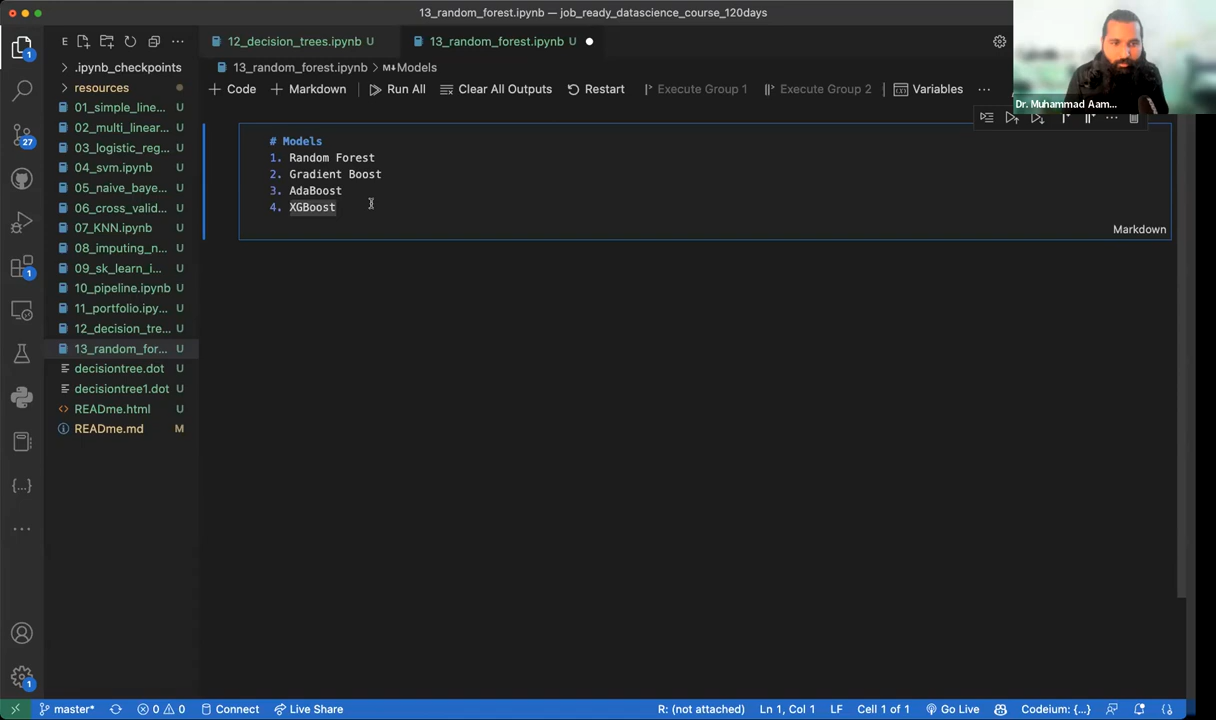 13_random_forest.ipynb — job_ready_datascience_course_120days
E
12_decision_trees.ipynb U
13_random_forest.ipynb U
.ipynb_checkpoints
13_random_forest.ipynb > Models
resources
Code
Markdown
Run All
Clear All Outputs
Restart
Execute Group 1
Execute Group 2
Variables
Dr. Muhammad Aam...
01_simple_line... U
02_multi_linear... U
03_logistic_reg... U
04_svm.ipynb U
05_naive_baye... U
06_cross_valid... U
07_KNN.ipynb U
08_imputing_n... U
09_sk_learn_i... U
10_pipeline.ipynb U
11_portfolio.ipy... U
12_decision_tre... U
13_random_for... U
decisiontree.dot U
decisiontree1.dot U
READme.html U
READme.md M
# Models
1. Random Forest
2. Gradient Boost
3. AdaBoost
4. XGBoost
Markdown
1
27
1
1
master*
0
0
Connect
Live Share
R: (not attached)
Ln 1, Col 1
LF
Cell 1 of 1
Go Live
Codeium: {...}